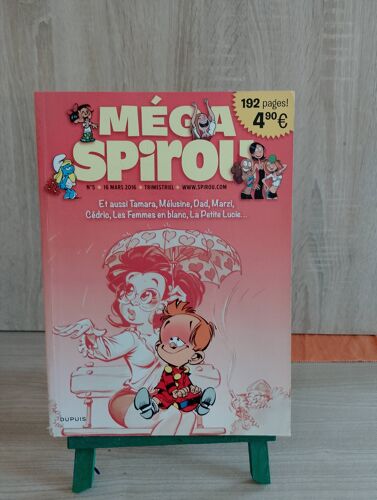 192 pages!
4,90 €
MÉGA
SPIROU
N°5 • 16 MARS 2016 • TRIMESTRIEL • WWW.SPIROU.COM
Et aussi Tamara, Mélusine, Dad, Marzi,
Cédric, Les Femmes en blanc, La Petite Lucie...
DUPUIS